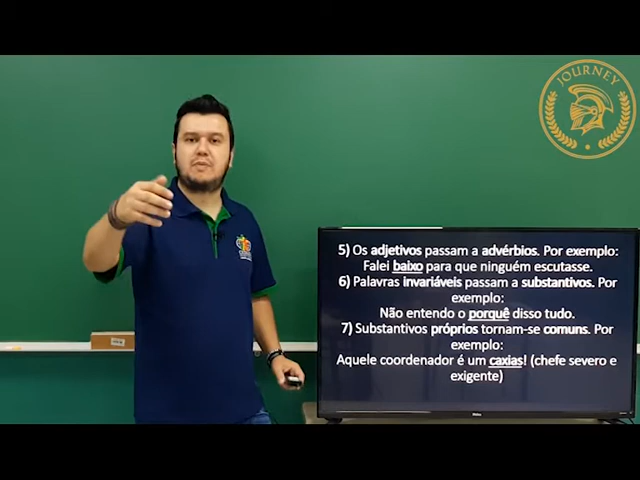 JOURNEY
5) Os adjetivos passam a advérbios. Por exemplo:
Falei baixo para que ninguém escutasse.
6) Palavras invariáveis passam a substantivos. Por
exemplo:
Não entendo o porquê disso tudo.
7) Substantivos próprios tornam-se comuns. Por
exemplo:
Aquele coordenador é um caxias! (chefe severo e
exigente)